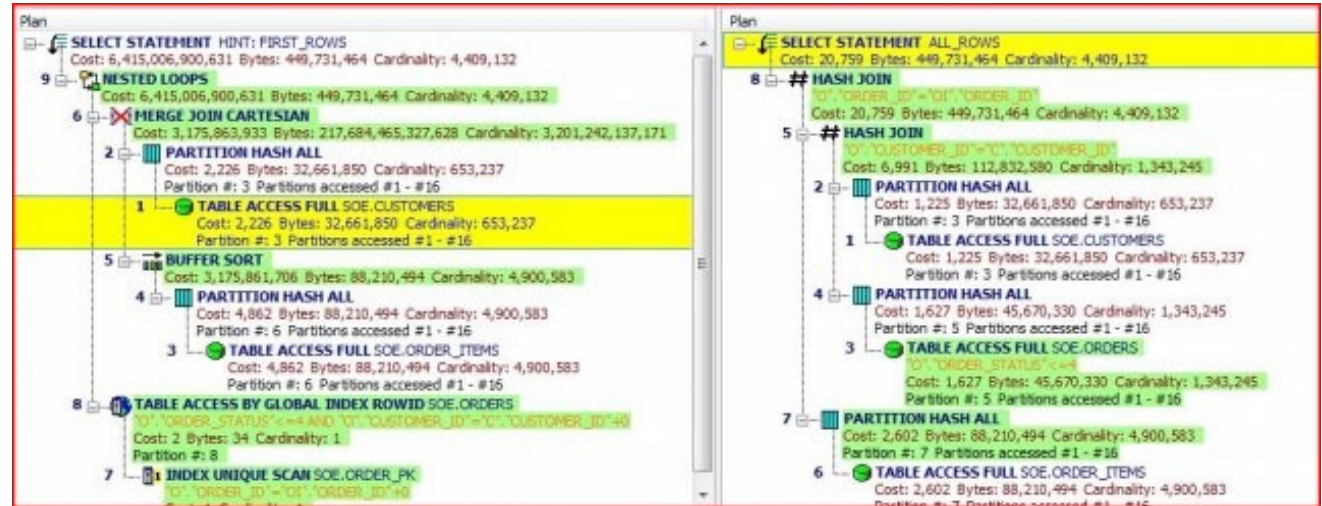 Plan
SELECT STATEMENT HINT: FIRST_ROWS
Cost: 6,415,006,900,631 Bytes: 449,731,464 Cardinality: 4,409,132
9 NESTED LOOPS
Cost: 6,415,006,900,631 Bytes: 449,731,464 Cardinality: 4,409,132
6 MERGE JOIN CARTESIAN
Cost: 3,175,863,933 Bytes: 217,684,465,327,628 Cardinality: 3,201,242,137,171
2 PARTITION HASH ALL
Cost: 2,226 Bytes: 32,661,850 Cardinality: 653,237
Partition #: 3 Partitions accessed #1 - #16
1 TABLE ACCESS FULL SOE.CUSTOMERS
Cost: 2,226 Bytes: 32,661,850 Cardinality: 653,237
Partition #: 3 Partitions accessed #1 - #16
5 BUFFER SORT
Cost: 3,175,861,706 Bytes: 88,210,494 Cardinality: 4,900,583
4 PARTITION HASH ALL
Cost: 4,862 Bytes: 88,210,494 Cardinality: 4,900,583
Partition #: 6 Partitions accessed #1 - #16
3 TABLE ACCESS FULL SOE.ORDER_ITEMS
Cost: 4,862 Bytes: 88,210,494 Cardinality: 4,900,583
Partition #: 6 Partitions accessed #1 - #16
8 TABLE ACCESS BY GLOBAL INDEX ROWID SOE.ORDERS
"O"."ORDER_STATUS"<=4 AND "O"."CUSTOMER_ID"="C"."CUSTOMER_ID"+0
Cost: 2 Bytes: 34 Cardinality: 1
Partition #: 8
7 INDEX UNIQUE SCAN SOE.ORDER_PK
"O"."ORDER_ID"="OI"."ORDER_ID"+0
Plan
SELECT STATEMENT ALL_ROWS
Cost: 20,759 Bytes: 449,731,464 Cardinality: 4,409,132
8 HASH JOIN
"O"."ORDER_ID"="OI"."ORDER_ID"
Cost: 20,759 Bytes: 449,731,464 Cardinality: 4,409,132
5 HASH JOIN
"O"."CUSTOMER_ID"="C"."CUSTOMER_ID"
Cost: 6,991 Bytes: 112,832,580 Cardinality: 1,343,245
2 PARTITION HASH ALL
Cost: 1,225 Bytes: 32,661,850 Cardinality: 653,237
Partition #: 3 Partitions accessed #1 - #16
1 TABLE ACCESS FULL SOE.CUSTOMERS
Cost: 1,225 Bytes: 32,661,850 Cardinality: 653,237
Partition #: 3 Partitions accessed #1 - #16
4 PARTITION HASH ALL
Cost: 1,627 Bytes: 45,670,330 Cardinality: 1,343,245
Partition #: 5 Partitions accessed #1 - #16
3 TABLE ACCESS FULL SOE.ORDERS
"O"."ORDER_STATUS"<=4
Cost: 1,627 Bytes: 45,670,330 Cardinality: 1,343,245
Partition #: 5 Partitions accessed #1 - #16
7 PARTITION HASH ALL
Cost: 2,602 Bytes: 88,210,494 Cardinality: 4,900,583
Partition #: 7 Partitions accessed #1 - #16
6 TABLE ACCESS FULL SOE.ORDER_ITEMS
Cost: 2,602 Bytes: 88,210,494 Cardinality: 4,900,583